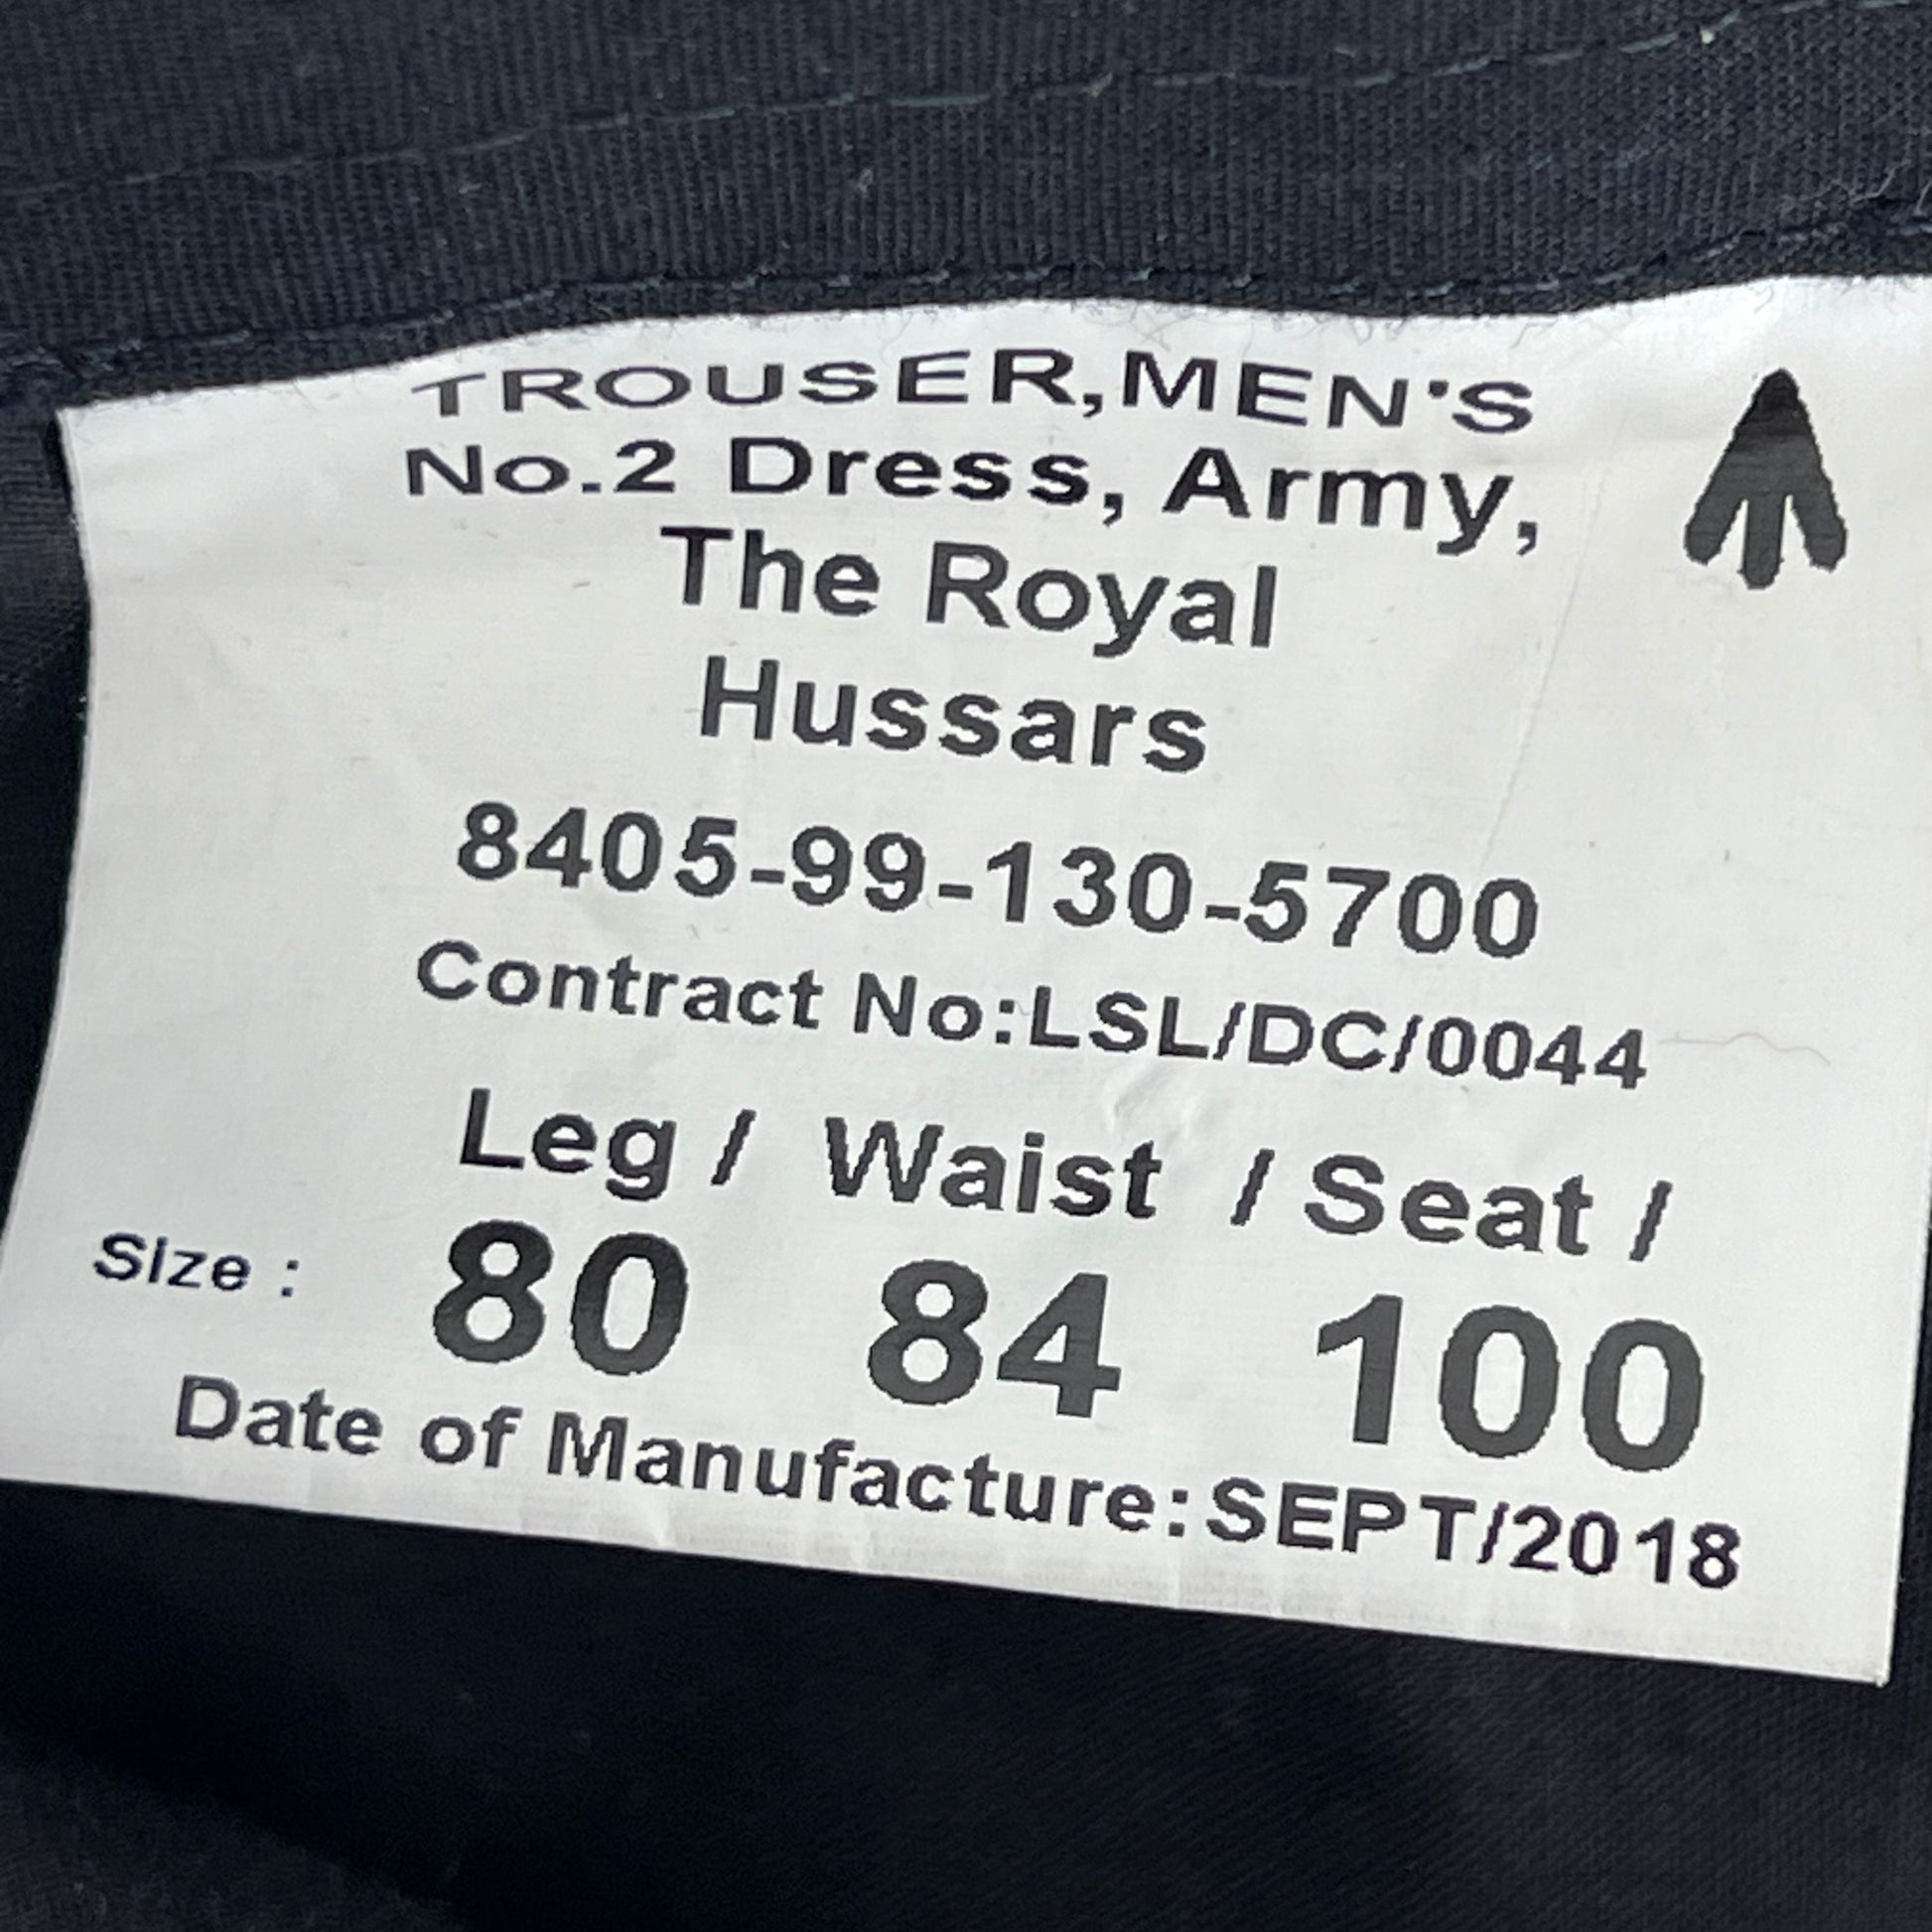 TROUSER,MEN'S
No.2 Dress, Army,
The Royal
Hussars
8405-99-130-5700
Contract No:LSL/DC/0044
Leg / Waist / Seat /
Size : 80 84 100
Date of Manufacture:SEPT/2018